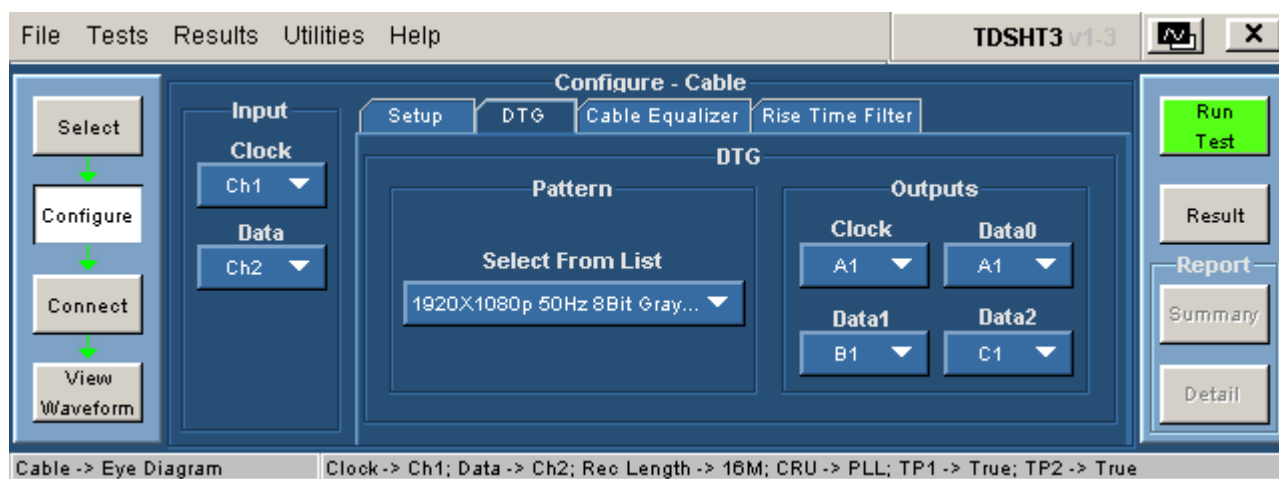 File Tests Results Utilities Help TDSHT3 v1-3
Configure - Cable
Select
Configure
Connect
View
Waveform
Input
Clock
Ch1
Data
Ch2
Setup DTG Cable Equalizer Rise Time Filter
DTG
Pattern
Select From List
1920X1080p 50Hz 8Bit Gray...
Outputs
Clock Data0
A1 A1
Data1 Data2
B1 C1
Run
Test
Result
Report
Summary
Detail
Cable -> Eye Diagram Clock -> Ch1; Data -> Ch2; Rec Length -> 16M; CRU -> PLL; TP1 -> True; TP2 -> True